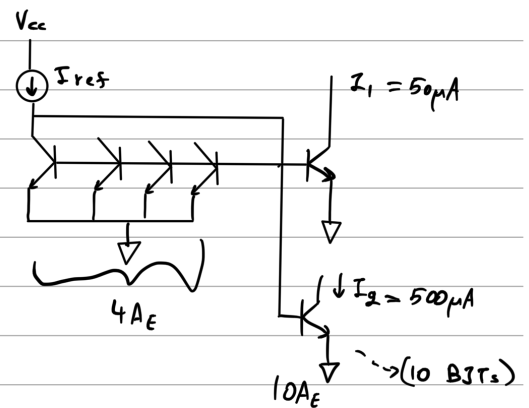 Vcc
Iref
I₁ = 50μA
I₂ = 500μA
4AE
(10 BJTs)
10AE